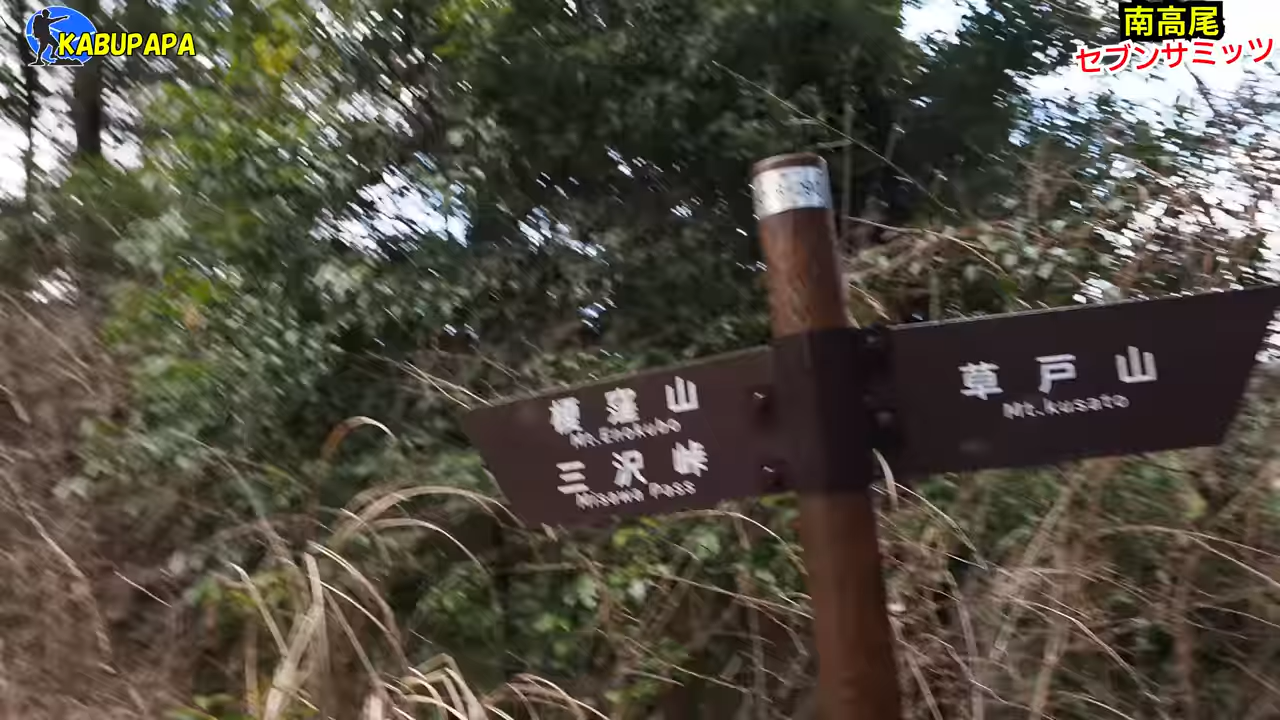 KABUPAPA
南高尾
セブンサミッツ
榎窪山
Mt.Enokubo
三沢峠
Misawa Pass
草戸山
Mt.kusato